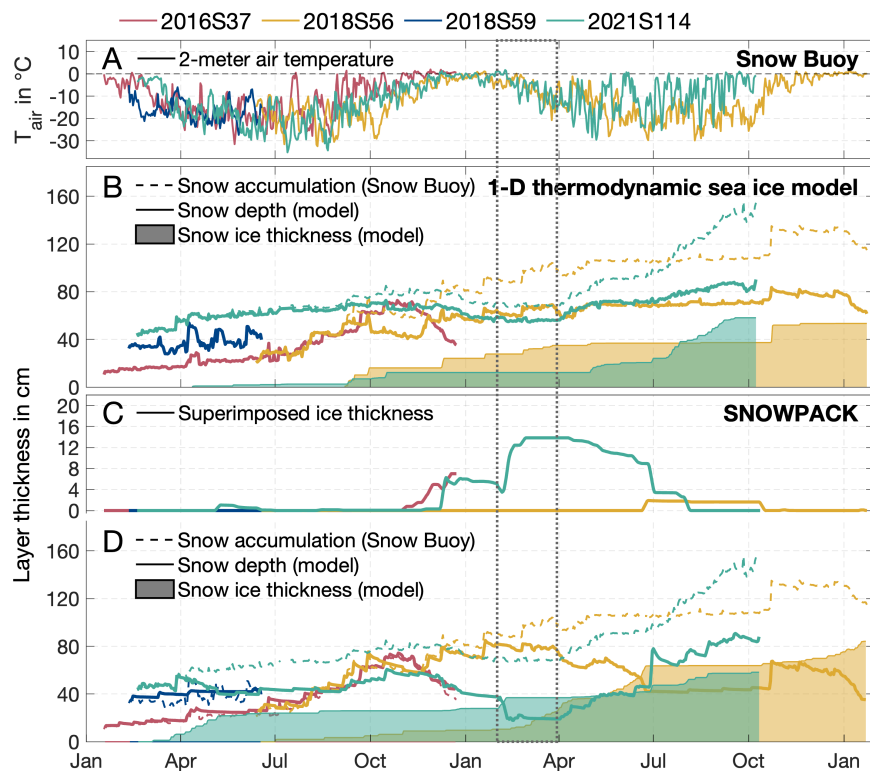 2016S37 2018S56 2018S59 2021S114
A 2-meter air temperature Snow Buoy
T air in °C
10
0
-10
-20
-30
B Snow accumulation (Snow Buoy) 1-D thermodynamic sea ice model
Snow depth (model)
Snow ice thickness (model)
160
120
80
40
0
Layer thickness in cm
C Superimposed ice thickness SNOWPACK
20
16
12
8
4
0
D Snow accumulation (Snow Buoy)
Snow depth (model)
Snow ice thickness (model)
160
120
80
40
0
Jan Apr Jul Oct Jan Apr Jul Oct Jan